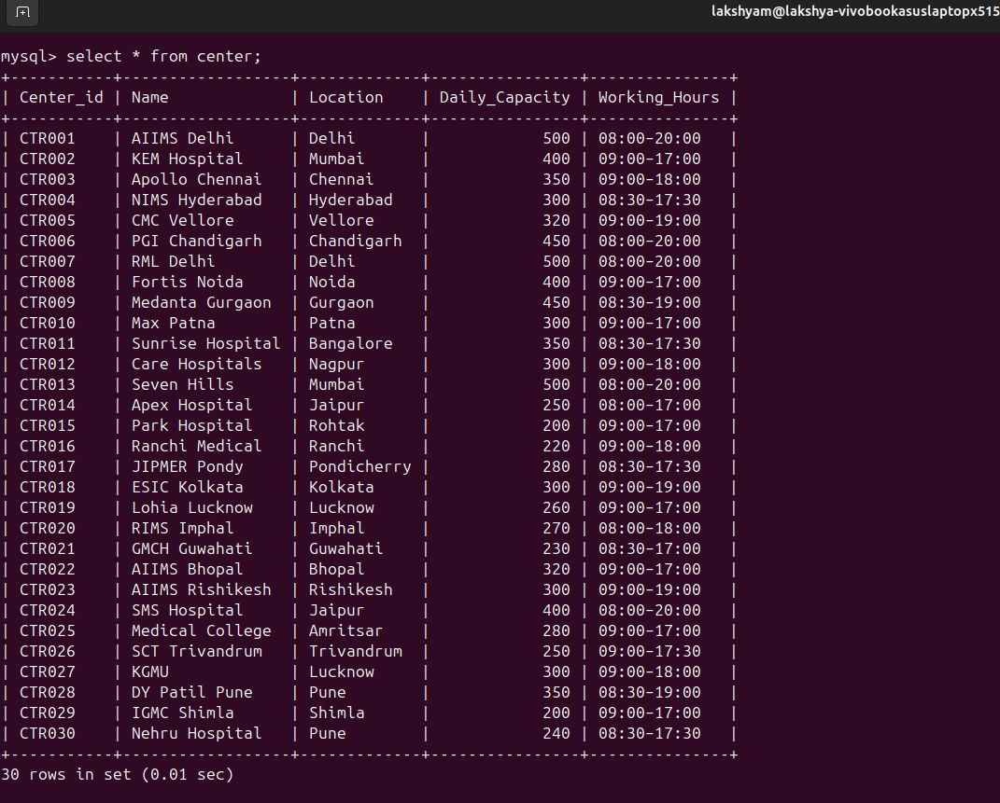 lakshyam@lakshya-vivobookasuslaptopx515
mysql> select * from center;
+-----------+------------------+-------------+----------------+---------------+
| Center_id | Name             | Location    | Daily_Capacity | Working_Hours |
+-----------+------------------+-------------+----------------+---------------+
| CTR001    | AIIMS Delhi      | Delhi       |            500 | 08:00-20:00   |
| CTR002    | KEM Hospital     | Mumbai      |            400 | 09:00-17:00   |
| CTR003    | Apollo Chennai   | Chennai     |            350 | 09:00-18:00   |
| CTR004    | NIMS Hyderabad   | Hyderabad   |            300 | 08:30-17:30   |
| CTR005    | CMC Vellore      | Vellore     |            320 | 09:00-19:00   |
| CTR006    | PGI Chandigarh   | Chandigarh  |            450 | 08:00-20:00   |
| CTR007    | RML Delhi        | Delhi       |            500 | 08:00-20:00   |
| CTR008    | Fortis Noida     | Noida       |            400 | 09:00-17:00   |
| CTR009    | Medanta Gurgaon  | Gurgaon     |            450 | 08:30-19:00   |
| CTR010    | Max Patna        | Patna       |            300 | 09:00-17:00   |
| CTR011    | Sunrise Hospital | Bangalore   |            350 | 08:30-17:30   |
| CTR012    | Care Hospitals   | Nagpur      |            300 | 09:00-18:00   |
| CTR013    | Seven Hills      | Mumbai      |            500 | 08:00-20:00   |
| CTR014    | Apex Hospital    | Jaipur      |            250 | 08:00-17:00   |
| CTR015    | Park Hospital    | Rohtak      |            200 | 09:00-17:00   |
| CTR016    | Ranchi Medical   | Ranchi      |            220 | 09:00-18:00   |
| CTR017    | JIPMER Pondy     | Pondicherry |            280 | 08:30-17:30   |
| CTR018    | ESIC Kolkata     | Kolkata     |            300 | 09:00-19:00   |
| CTR019    | Lohia Lucknow    | Lucknow     |            260 | 09:00-17:00   |
| CTR020    | RIMS Imphal      | Imphal      |            270 | 08:00-18:00   |
| CTR021    | GMCH Guwahati    | Guwahati    |            230 | 08:30-17:00   |
| CTR022    | AIIMS Bhopal     | Bhopal      |            320 | 09:00-17:00   |
| CTR023    | AIIMS Rishikesh  | Rishikesh   |            300 | 09:00-19:00   |
| CTR024    | SMS Hospital     | Jaipur      |            400 | 08:00-20:00   |
| CTR025    | Medical College  | Amritsar    |            280 | 09:00-17:00   |
| CTR026    | SCT Trivandrum   | Trivandrum  |            250 | 09:00-17:30   |
| CTR027    | KGMU             | Lucknow     |            300 | 09:00-18:00   |
| CTR028    | DY Patil Pune    | Pune        |            350 | 08:30-19:00   |
| CTR029    | IGMC Shimla      | Shimla      |            200 | 09:00-17:00   |
| CTR030    | Nehru Hospital   | Pune        |            240 | 08:30-17:30   |
+-----------+------------------+-------------+----------------+---------------+
30 rows in set (0.01 sec)